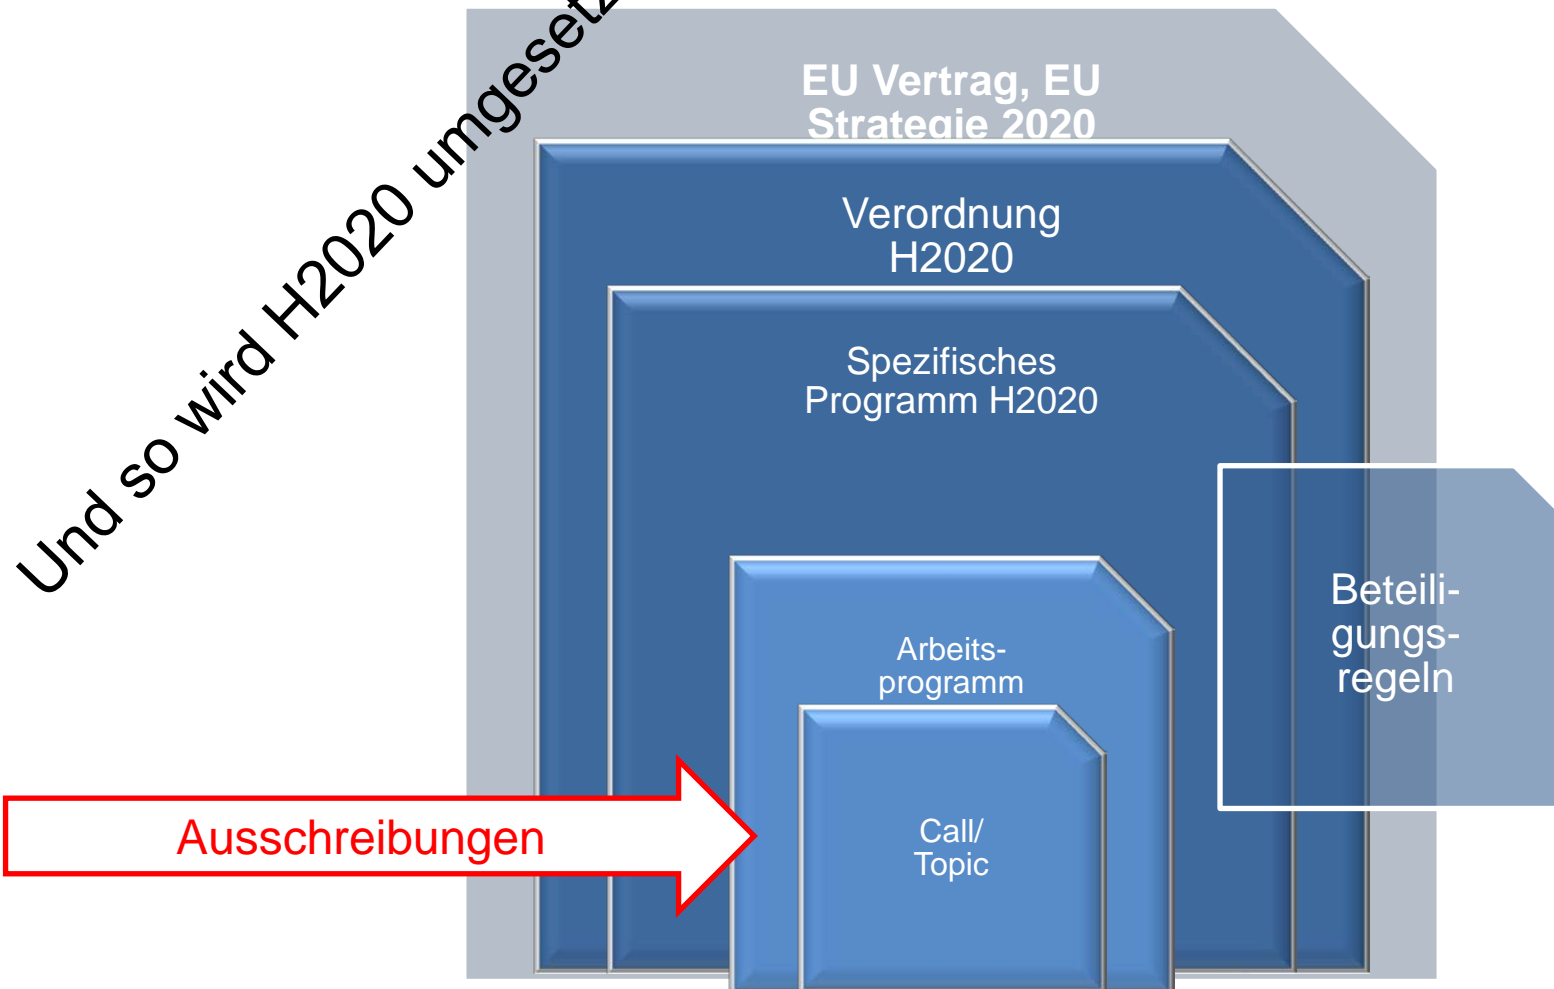 Und so wird H2020
EU Vertrag, EU
Strategie 2020
Verordnung
H2020
Spezifisches
Programm H2020
Beteili-
gungs-
regeln
Arbeits-
programm
Ausschreibungen
Call/
Topic